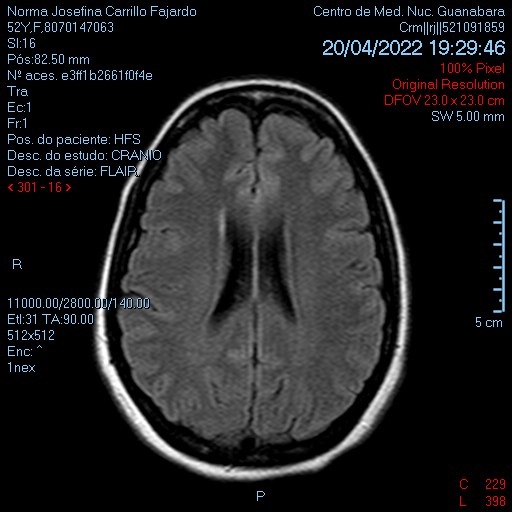 Norma Josefina Carrillo Fajardo
52Y,F,8070147063
Sl:16
Pós:82.50 mm
Nº aces. e3ff1b2661f0f4e
Tra
Ec:1
Fr:1
Pos. do paciente: HFS
Desc. do estudo: CRANIO
Desc. da série: FLAIR.
< 301 - 16 >
Centro de Med. Nuc. Guanabara
Crm||rj||521091859
20/04/2022 19:29:46
100% Pixel
Original Resolution
DFOV 23.0 x 23.0 cm
SW 5.00 mm
R
11000.00/2800.00/140.00
Etl:31 TA:90.00
512x512
Enc: ^
1nex
5 cm
P
C 229
L 398